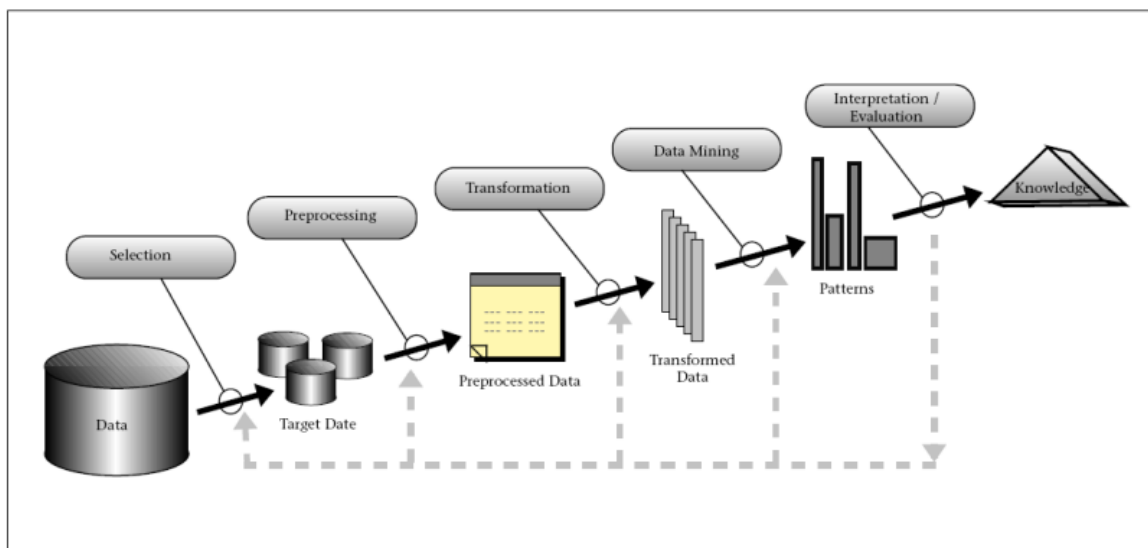 Interpretation /
Evaluation
Data Mining
Transformation
Preprocessing
Selection
Knowledge
Patterns
Transformed
Data
Preprocessed Data
Target Date
Data